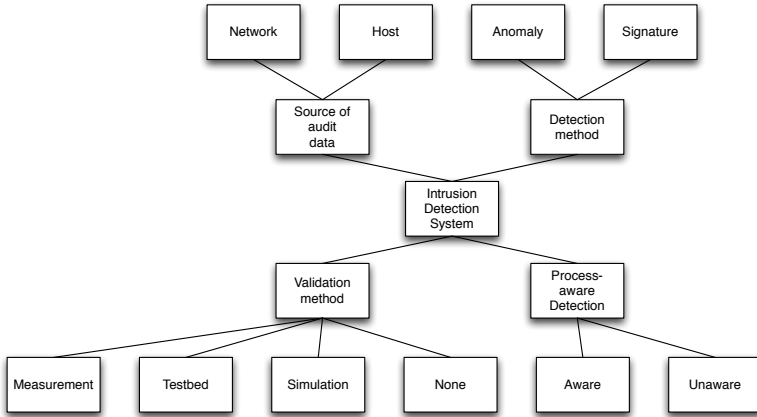 Network
Host
Anomaly
Signature
Source of
audit
data
Detection
method
Intrusion
Detection
System
Validation
method
Process-
aware
Detection
Measurement
Testbed
Simulation
None
Aware
Unaware